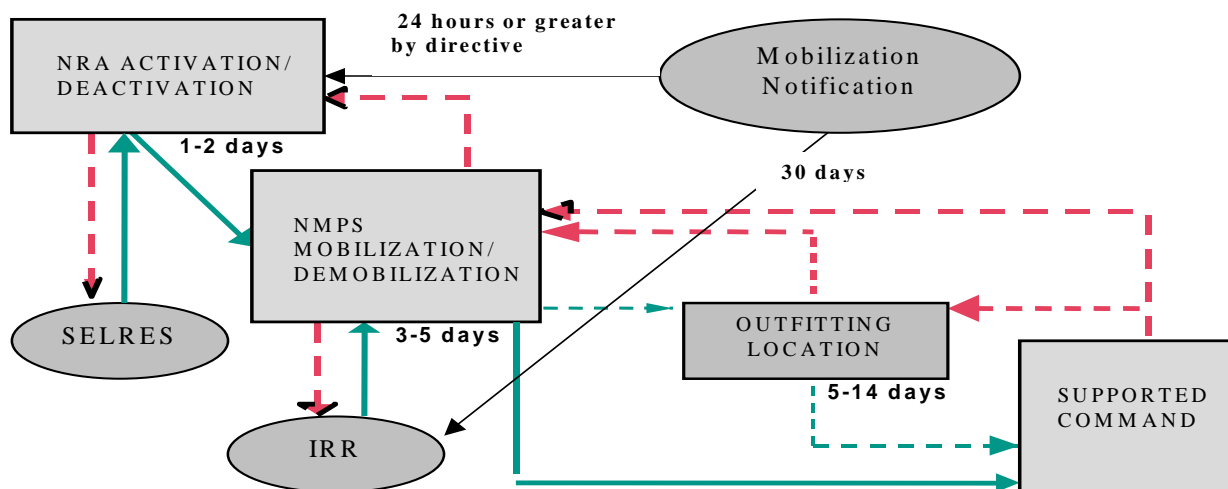 24 hours or greater
by directive
Mobilization
Notification
NRA ACTIVATION/
DEACTIVATION
1-2 days
30 days
NMPS
MOBILIZATION/
DEMOBILIZATION
SELRES
3-5 days
OUTFITTING
LOCATION
5-14 days
SUPPORTED
COMMAND
IRR